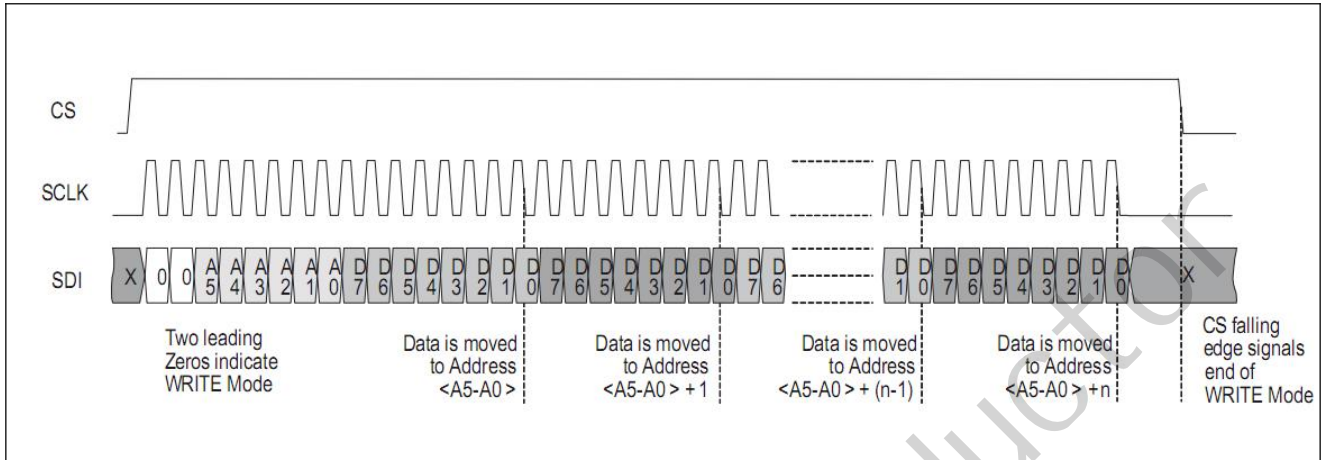 CS
SCLK
SDI X 0 0 A5 A4 A3 A2 A1 A0 D7 D6 D5 D4 D3 D2 D1 D0 D7 D6 D5 D4 D3 D2 D1 D0 D7 D6 D1 D0 D7 D6 D5 D4 D3 D2 D1 D0 X
Two leading
Zeros indicate
WRITE Mode
Data is moved
to Address
<A5-A0 >
Data is moved
to Address
<A5-A0 > + 1
Data is moved
to Address
<A5-A0 > + (n-1)
Data is moved
to Address
<A5-A0 > +n
CS falling
edge signals
end of
WRITE Mode
uctor